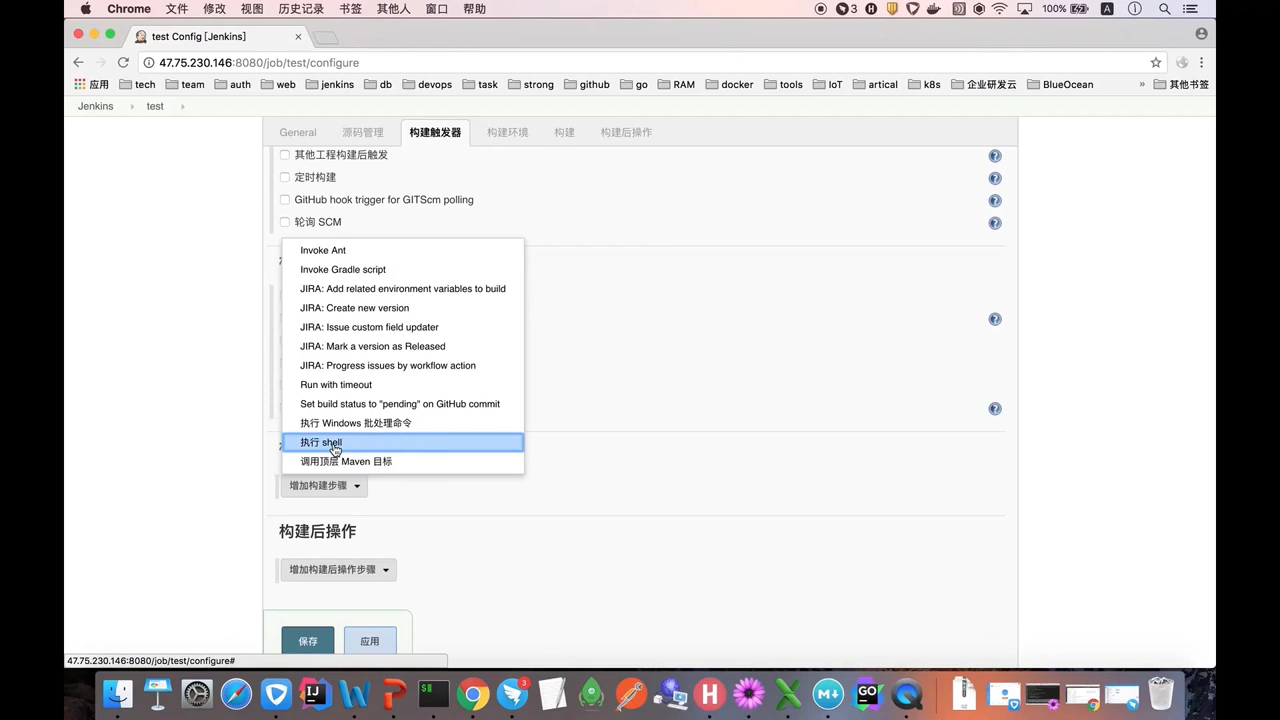 Chrome 文件 修改 视图 历史记录 书签 其他人 窗口 帮助 3 100% A
test Config [Jenkins]
47.75.230.146:8080/job/test/configure
应用 tech team auth web jenkins db devops task strong github go RAM docker tools IoT artical k8s 企业研发云 BlueOcean » 其他书签
Jenkins test
General 源码管理 构建触发器 构建环境 构建 构建后操作
其他工程构建后触发
定时构建
GitHub hook trigger for GITScm polling
轮询 SCM
Invoke Ant
Invoke Gradle script
JIRA: Add related environment variables to build
JIRA: Create new version
JIRA: Issue custom field updater
JIRA: Mark a version as Released
JIRA: Progress issues by workflow action
Run with timeout
Set build status to "pending" on GitHub commit
执行 Windows 批处理命令
执行 shell
调用顶层 Maven 目标
增加构建步骤
构建后操作
增加构建后操作步骤
保存 应用
47.75.230.146:8080/job/test/configure#